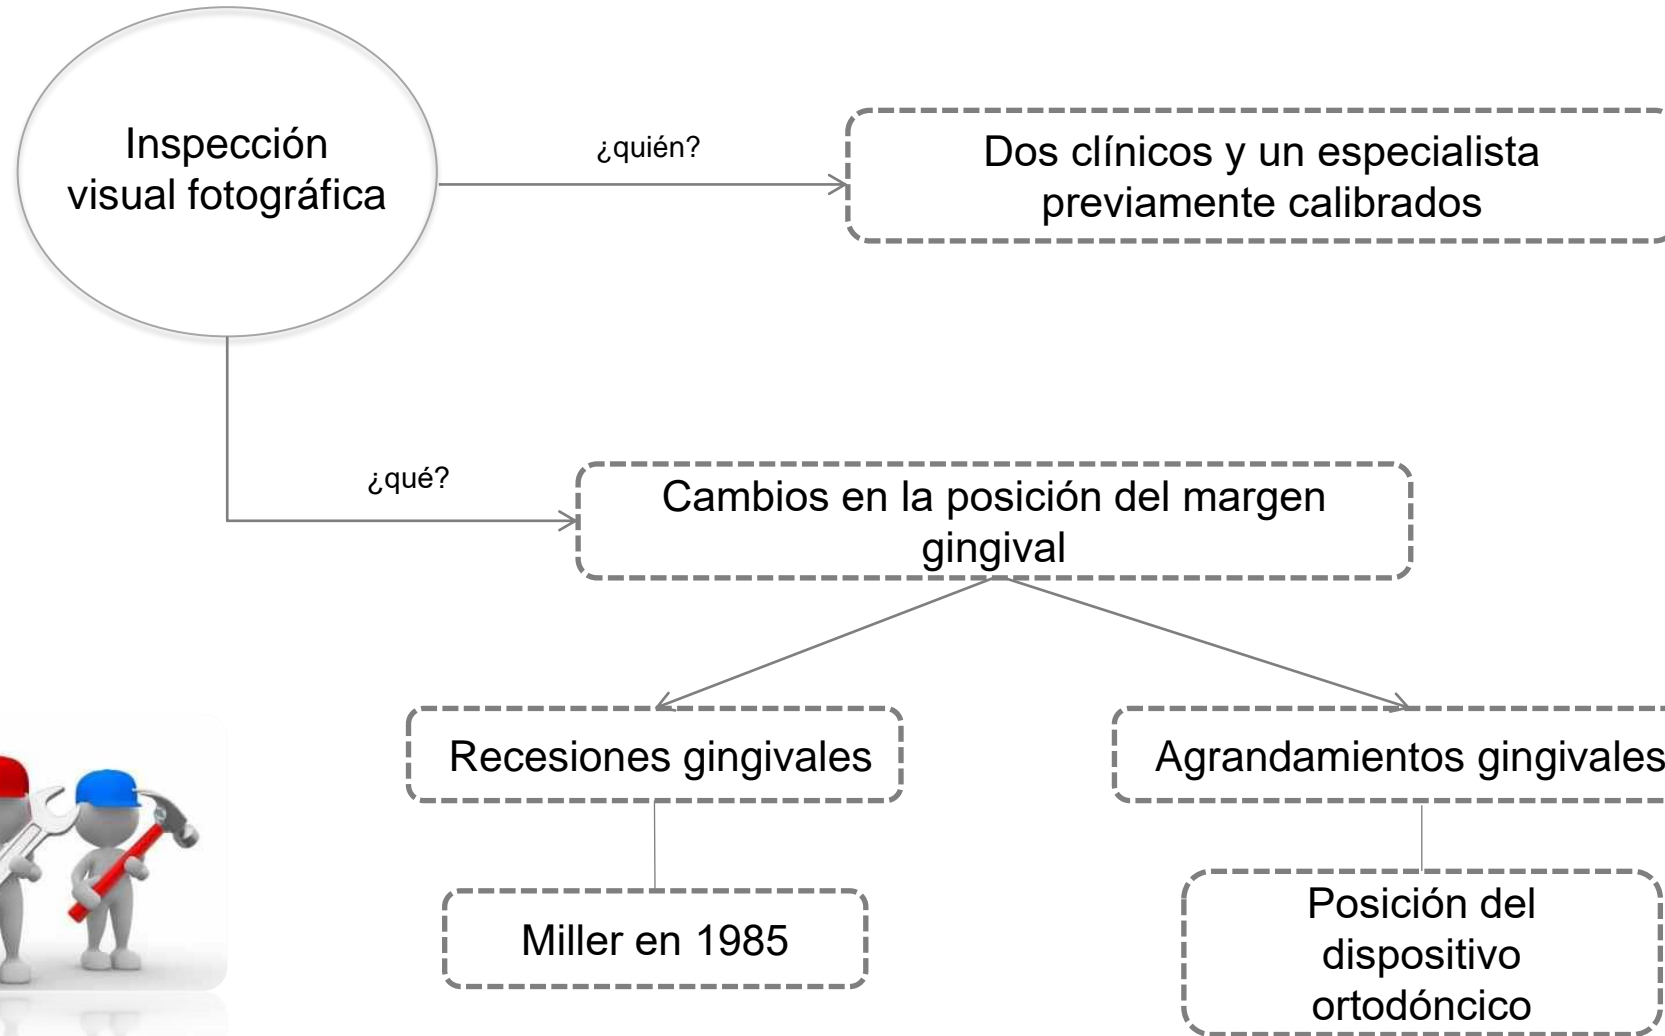 Inspección
visual fotográfica
¿quién?
Dos clínicos y un especialista
previamente calibrados
¿qué?
Cambios en la posición del margen
gingival
Recesiones gingivales
Agrandamientos gingivales
Miller en 1985
Posición del
dispositivo
ortodóncico